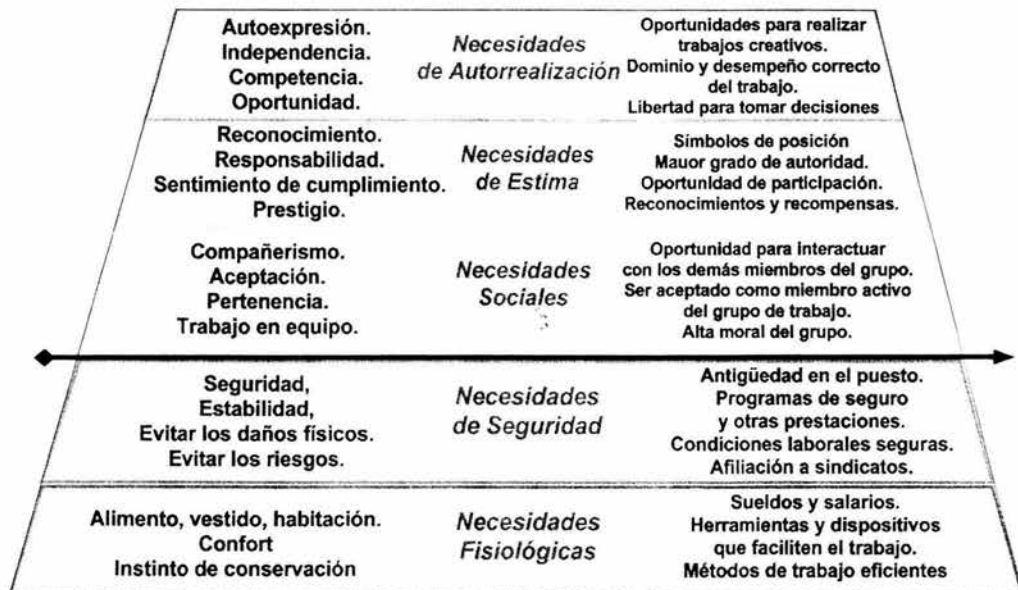 Autoexpresión.
Independencia.
Competencia.
Oportunidad.
Necesidades
de Autorrealización
Oportunidades para realizar
trabajos creativos.
Dominio y desempeño correcto
del trabajo.
Libertad para tomar decisiones
Reconocimiento.
Responsabilidad.
Sentimiento de cumplimiento.
Prestigio.
Necesidades
de Estima
Símbolos de posición
Mauor grado de autoridad.
Oportunidad de participación.
Reconocimientos y recompensas.
Compañerismo.
Aceptación.
Pertenencia.
Trabajo en equipo.
Necesidades
Sociales
Oportunidad para interactuar
con los demás miembros del grupo.
Ser aceptado como miembro activo
del grupo de trabajo.
Alta moral del grupo.
Seguridad,
Estabilidad,
Evitar los daños físicos.
Evitar los riesgos.
Necesidades
de Seguridad
Antigüedad en el puesto.
Programas de seguro
y otras prestaciones.
Condiciones laborales seguras.
Afiliación a sindicatos.
Alimento, vestido, habitación.
Confort
Instinto de conservación
Necesidades
Fisiológicas
Sueldos y salarios.
Herramientas y dispositivos
que faciliten el trabajo.
Métodos de trabajo eficientes